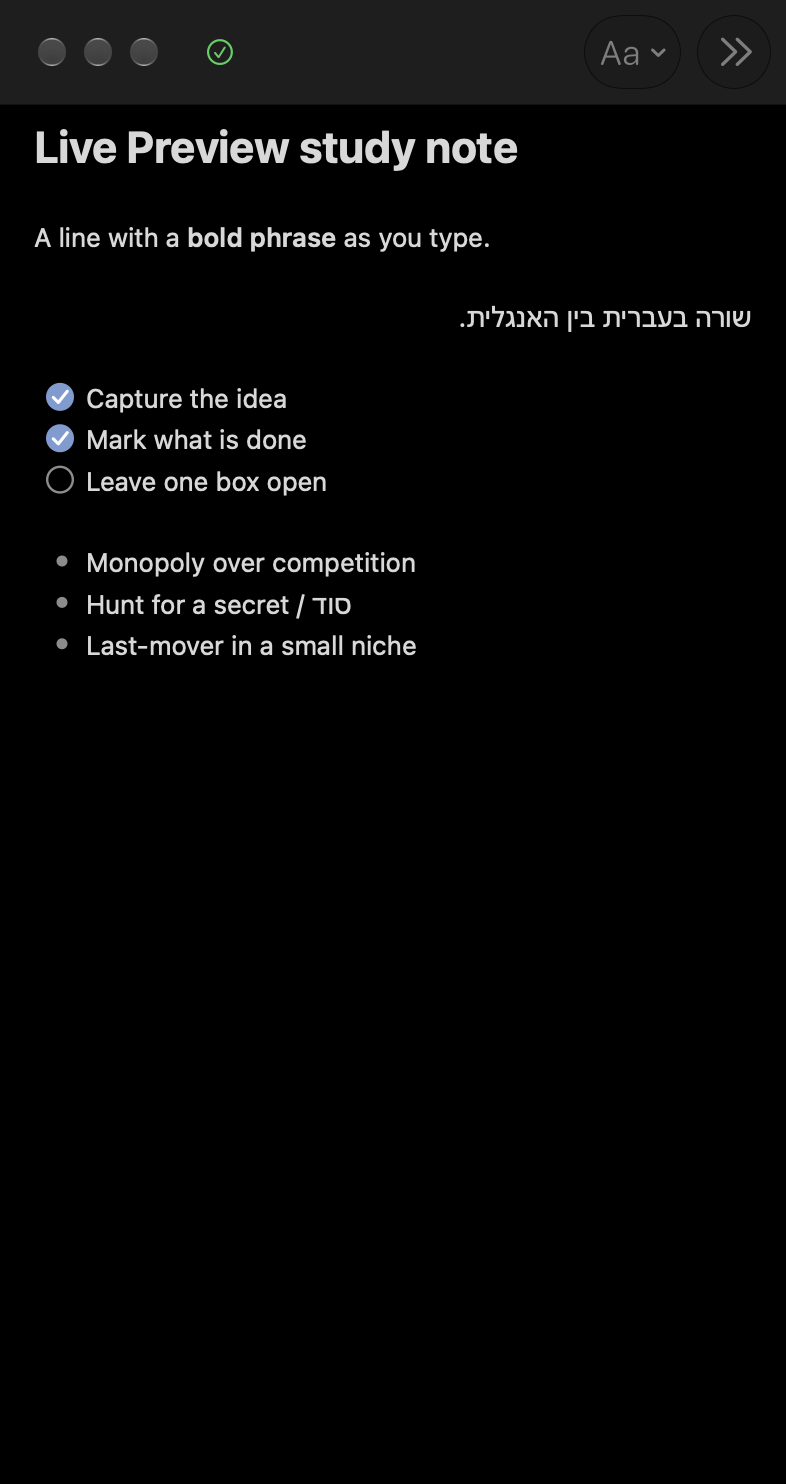 Aa
Live Preview study note
A line with a bold phrase as you type.
שורה בעברית בין האנגלית.
Capture the idea
Mark what is done
Leave one box open
Monopoly over competition
Hunt for a secret / סוד
Last-mover in a small niche